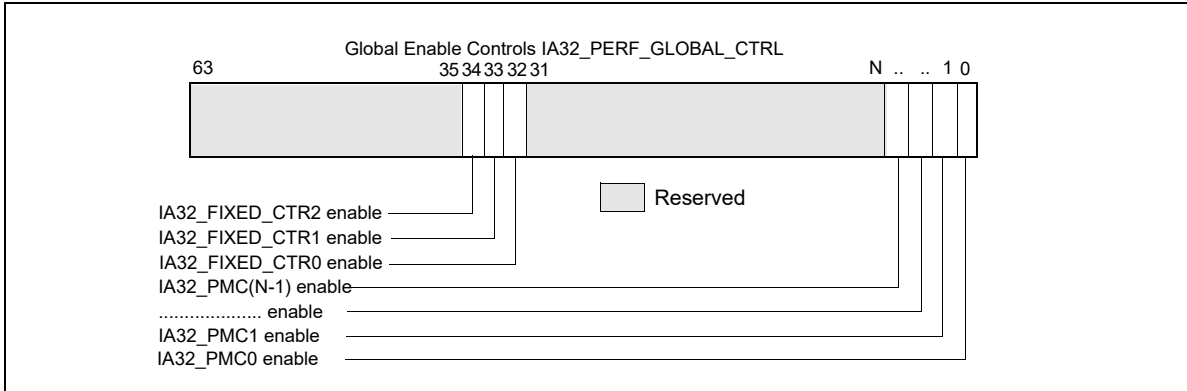 Global Enable Controls IA32_PERF_GLOBAL_CTRL
63 35 34 33 32 31 N .. .. 1 0
Reserved
IA32_FIXED_CTR2 enable
IA32_FIXED_CTR1 enable
IA32_FIXED_CTR0 enable
IA32_PMC(N-1) enable
.................... enable
IA32_PMC1 enable
IA32_PMC0 enable